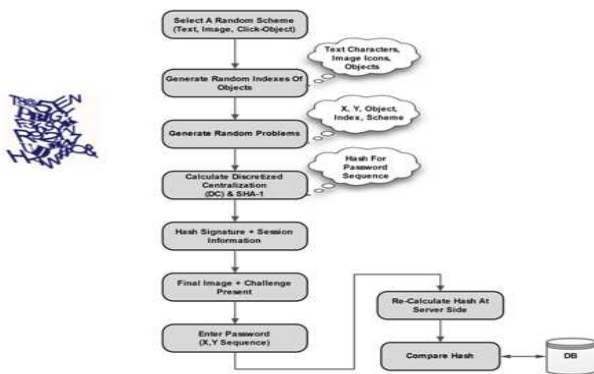 Select A Random Scheme
(Text, Image, Click-Object)
Text Characters,
Image Icons,
Objects
Generate Random Indexes Of
Objects
X, Y, Object,
Index, Scheme
Generate Random Problems
Hash For
Password
Sequence
Calculate Discretized
Centralization
(DC) & SHA-1
Hash Signature + Session
Information
Final Image + Challenge
Present
Re-Calculate Hash At
Server Side
Enter Password
(X,Y Sequence)
Compare Hash
DB